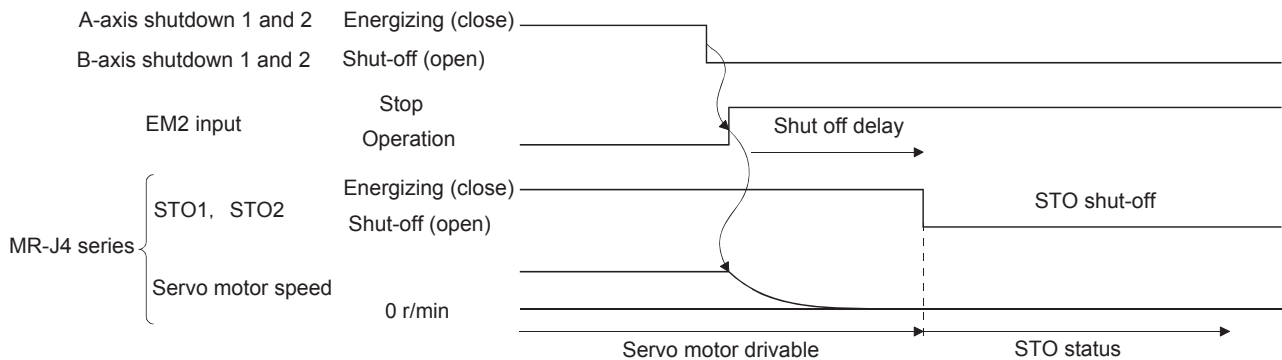 A-axis shutdown 1 and 2 Energizing (close)
B-axis shutdown 1 and 2 Shut-off (open)
Stop
EM2 input
Operation
Shut off delay
Energizing (close)
STO1, STO2
STO shut-off
Shut-off (open)
MR-J4 series
Servo motor speed
0 r/min
Servo motor drivable STO status